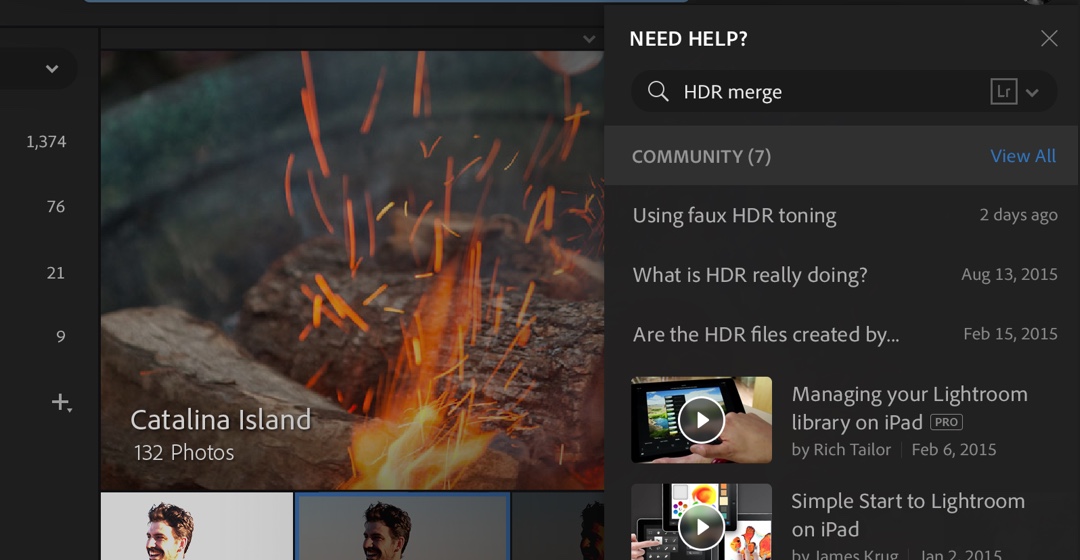 1,374
76
21
9
Catalina Island
132 Photos
NEED HELP?
HDR merge
Lr
COMMUNITY (7)
View All
Using faux HDR toning
2 days ago
What is HDR really doing?
Aug 13, 2015
Are the HDR files created by...
Feb 15, 2015
Managing your Lightroom
library on iPad PRO
by Rich Tailor | Feb 6, 2015
Simple Start to Lightroom
on iPad
by James Krug | Jan 2, 2015